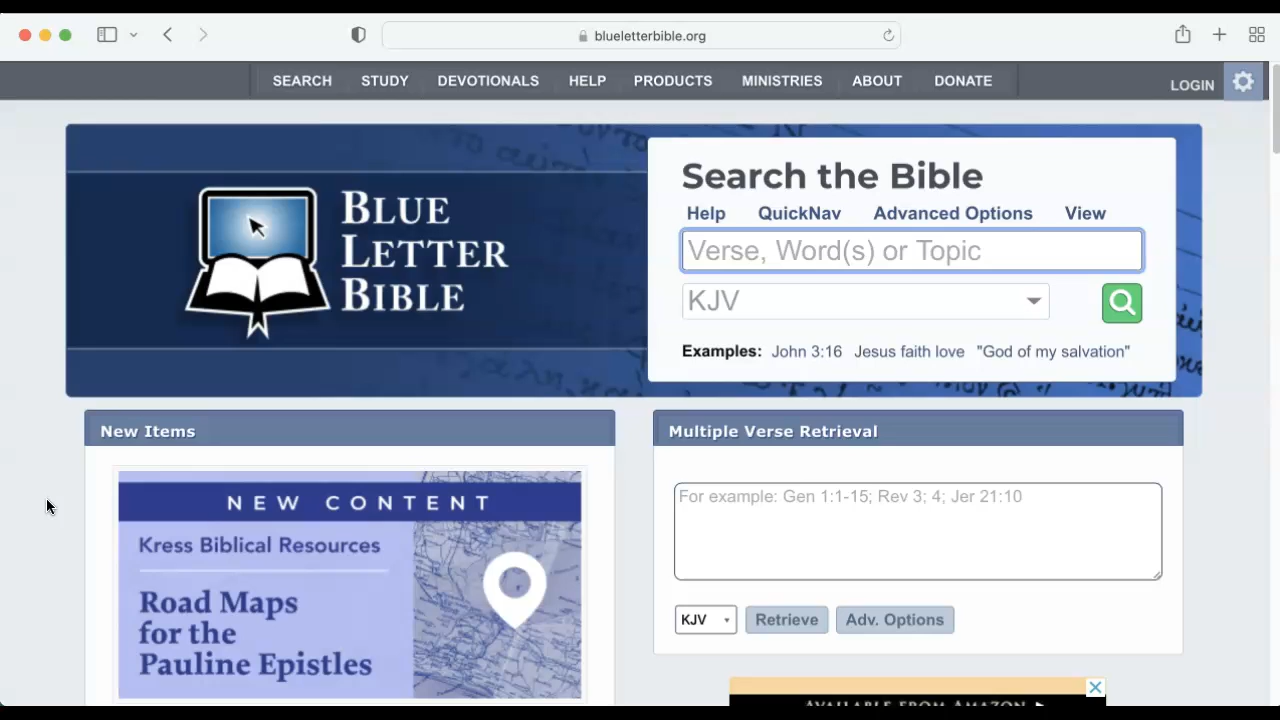 blueletterbible.org
SEARCH STUDY DEVOTIONALS HELP PRODUCTS MINISTRIES ABOUT DONATE LOGIN
BLUE
LETTER
BIBLE
Search the Bible
Help QuickNav Advanced Options View
Verse, Word(s) or Topic
KJV
Examples: John 3:16 Jesus faith love "God of my salvation"
New Items
NEW CONTENT
Kress Biblical Resources
Road Maps
for the
Pauline Epistles
Multiple Verse Retrieval
For example: Gen 1:1-15; Rev 3; 4; Jer 21:10
KJV Retrieve Adv. Options
AVAILABLE FROM AMAZON